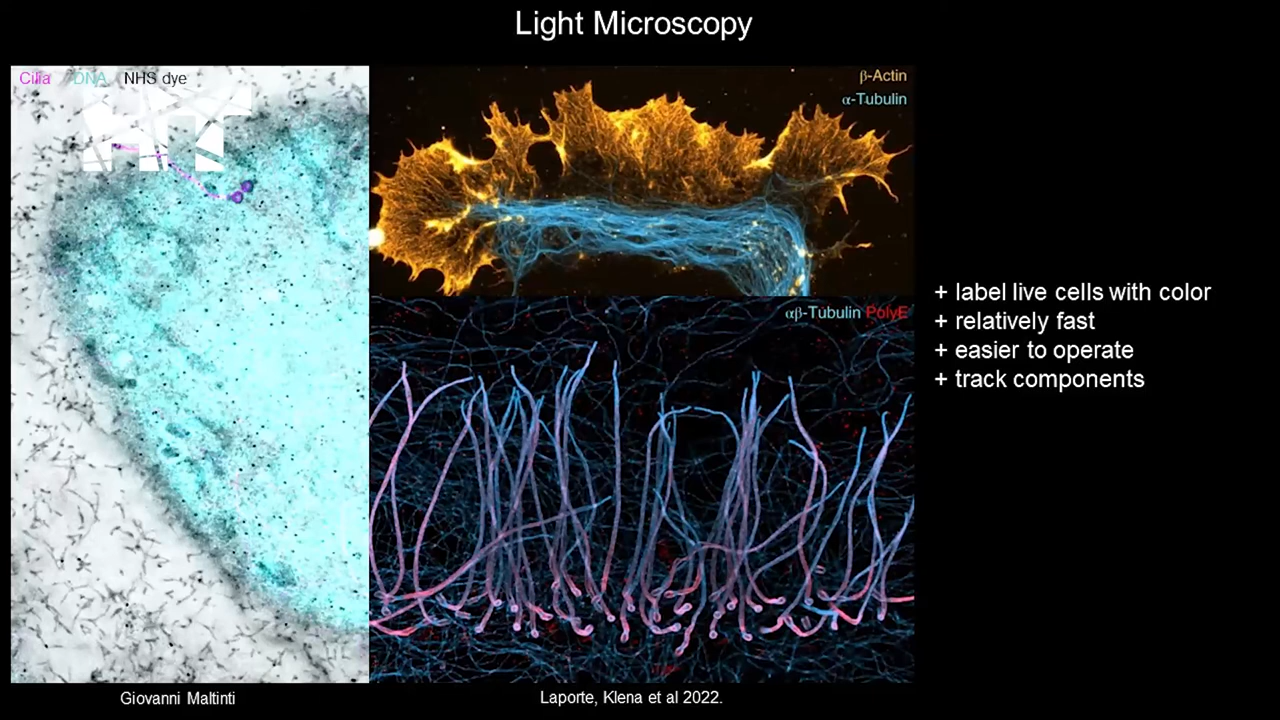 Light Microscopy
Cilia DNA NHS dye
β-Actin
α-Tubulin
αβ-Tubulin PolyE
+ label live cells with color
+ relatively fast
+ easier to operate
+ track components
Giovanni Maltinti
Laporte, Klena et al 2022.